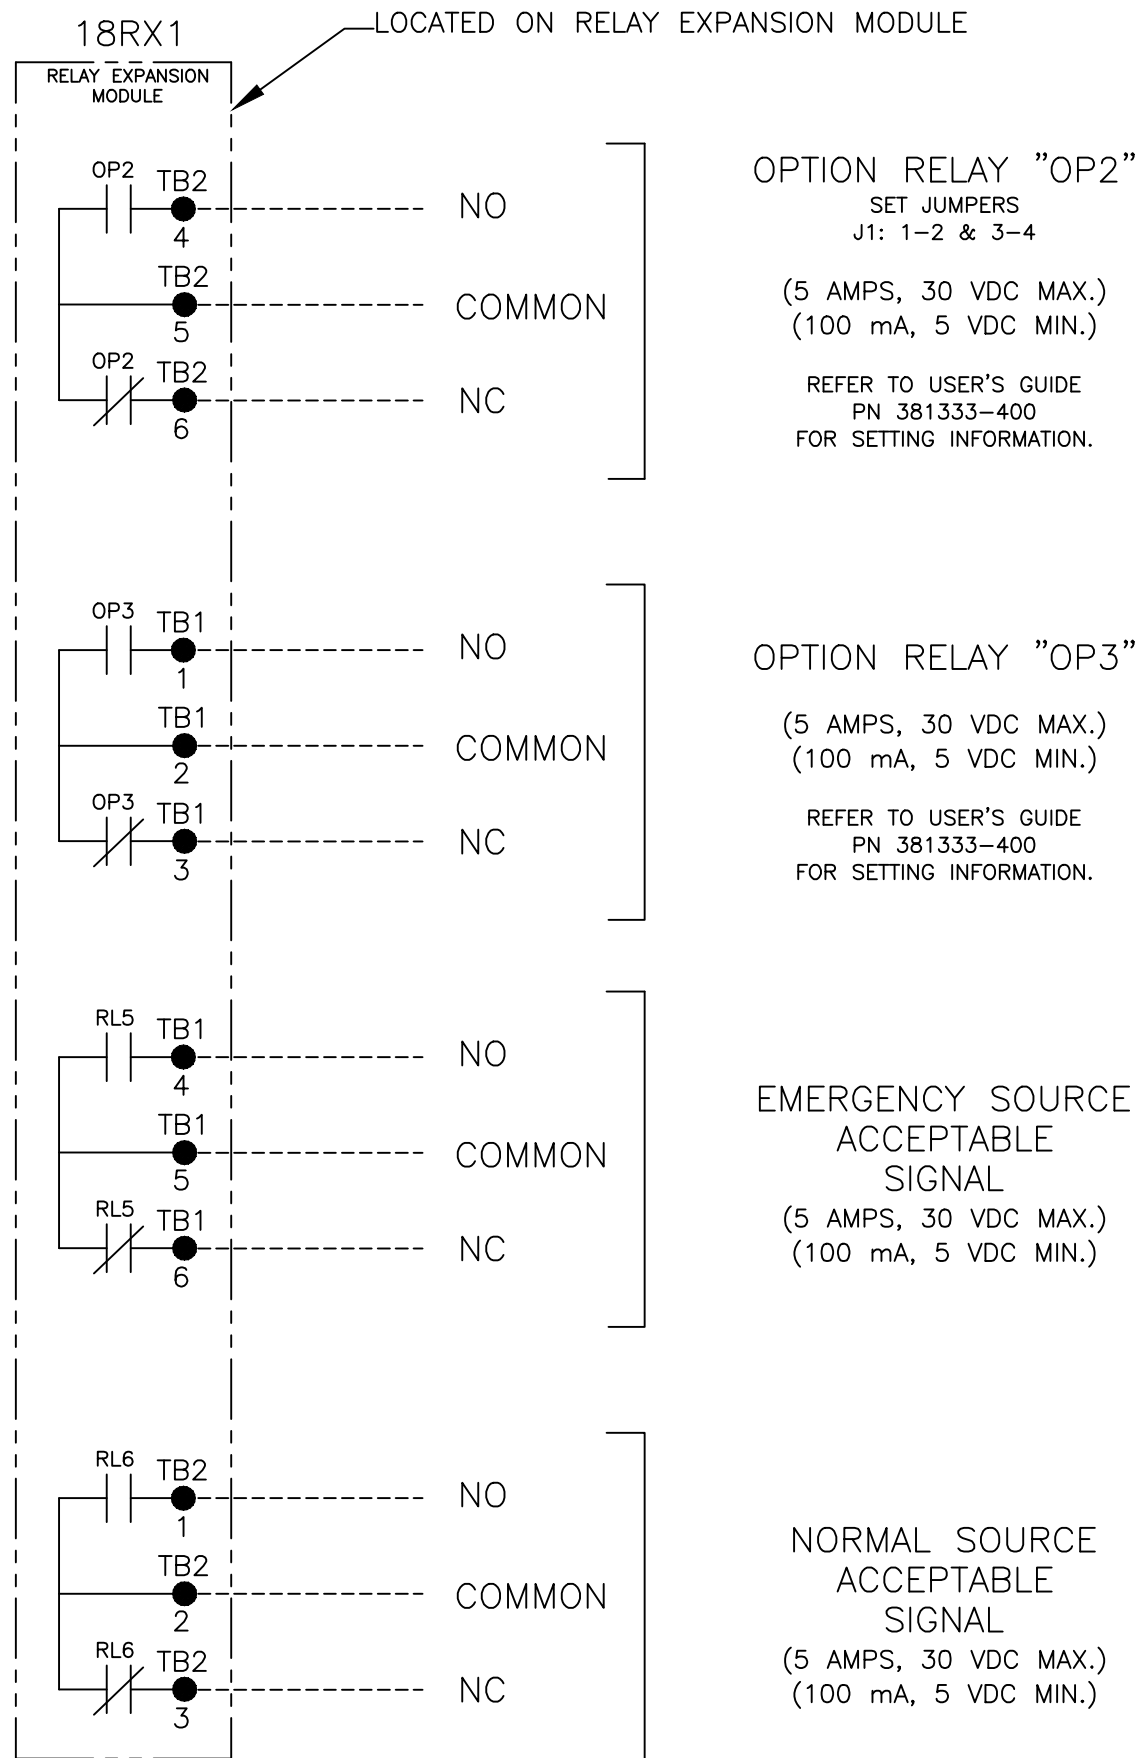 18RX1
LOCATED ON RELAY EXPANSION MODULE
RELAY EXPANSION
MODULE
OP2 TB2
4
NO
TB2
5
COMMON
OP2 TB2
6
NC
OPTION RELAY "OP2"
SET JUMPERS
J1: 1-2 & 3-4
(5 AMPS, 30 VDC MAX.)
(100 mA, 5 VDC MIN.)
REFER TO USER'S GUIDE
PN 381333-400
FOR SETTING INFORMATION.
OP3 TB1
1
NO
TB1
2
COMMON
OP3 TB1
3
NC
OPTION RELAY "OP3"
(5 AMPS, 30 VDC MAX.)
(100 mA, 5 VDC MIN.)
REFER TO USER'S GUIDE
PN 381333-400
FOR SETTING INFORMATION.
RL5 TB1
4
NO
TB1
5
COMMON
RL5 TB1
6
NC
EMERGENCY SOURCE
ACCEPTABLE
SIGNAL
(5 AMPS, 30 VDC MAX.)
(100 mA, 5 VDC MIN.)
RL6 TB2
1
NO
TB2
2
COMMON
RL6 TB2
3
NC
NORMAL SOURCE
ACCEPTABLE
SIGNAL
(5 AMPS, 30 VDC MAX.)
(100 mA, 5 VDC MIN.)